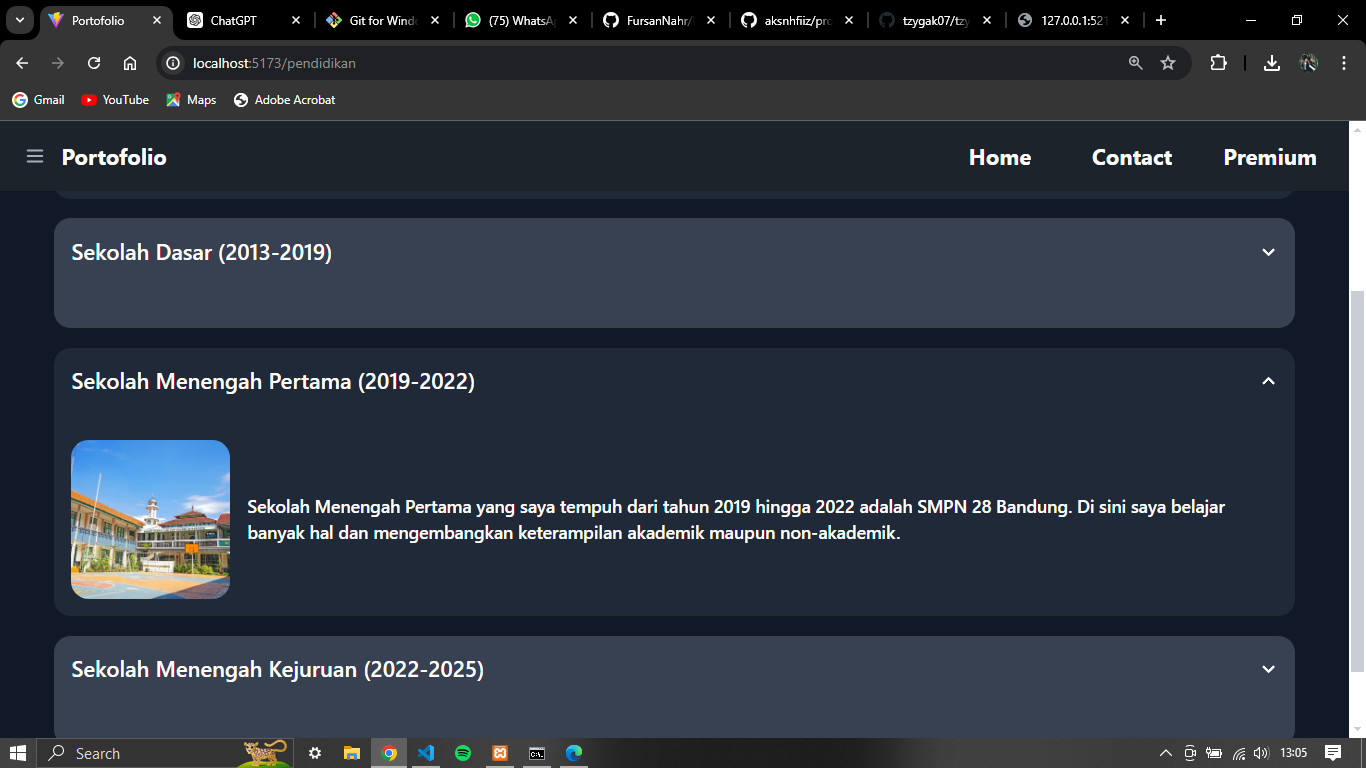 Portofolio
ChatGPT
Git for Wind
(75) WhatsA
FursanNahr/
aksnhfiiz/pro
tzygak07/tzy
127.0.0.1:521
localhost:5173/pendidikan
Gmail
YouTube
Maps
Adobe Acrobat
Portofolio
Home
Contact
Premium
Sekolah Dasar (2013-2019)
Sekolah Menengah Pertama (2019-2022)
Sekolah Menengah Pertama yang saya tempuh dari tahun 2019 hingga 2022 adalah SMPN 28 Bandung. Di sini saya belajar
banyak hal dan mengembangkan keterampilan akademik maupun non-akademik.
Sekolah Menengah Kejuruan (2022-2025)
Search
13:05